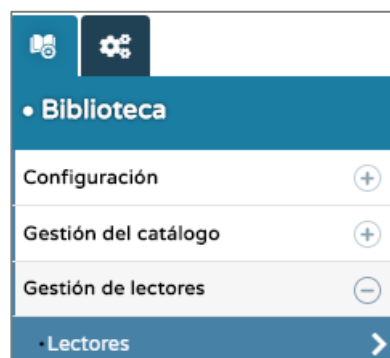 • Biblioteca
Configuración
Gestión del catálogo
Gestión de lectores
·Lectores